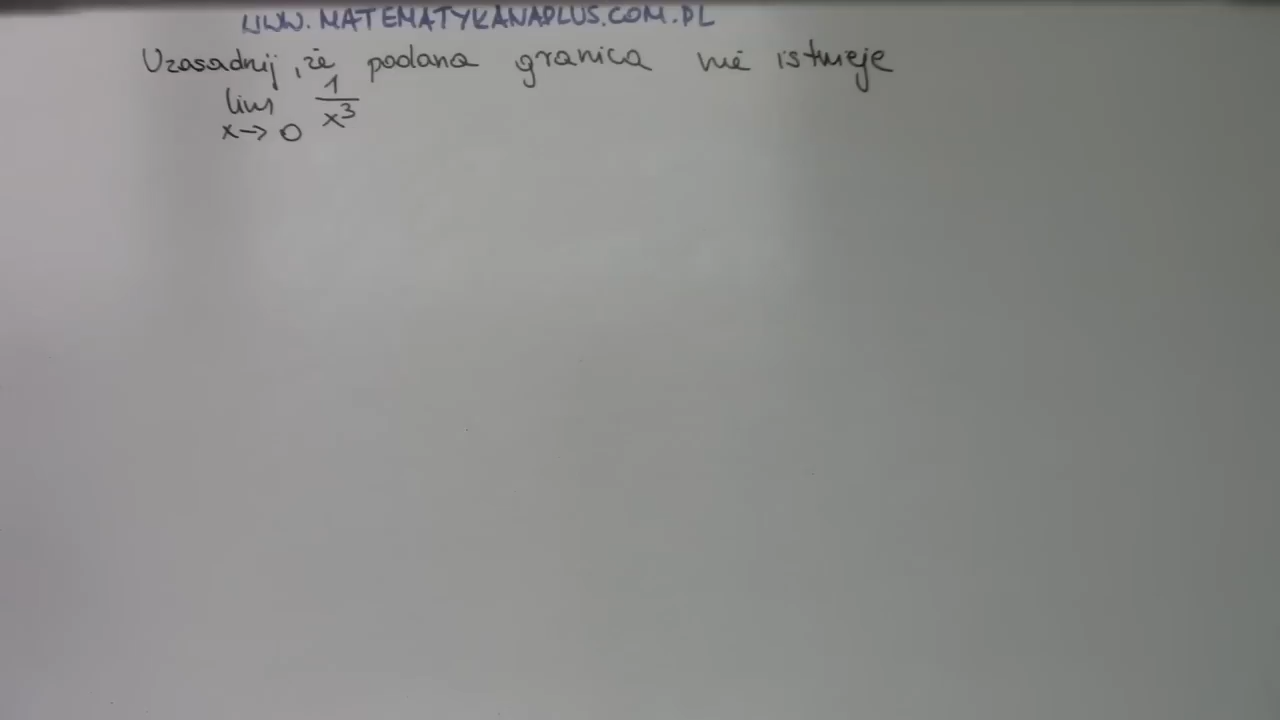 WWW.MATEMATYKANAPLUS.COM.PL
Uzasadnij, że podana granica nie istnieje
lim 1/x³
x→0